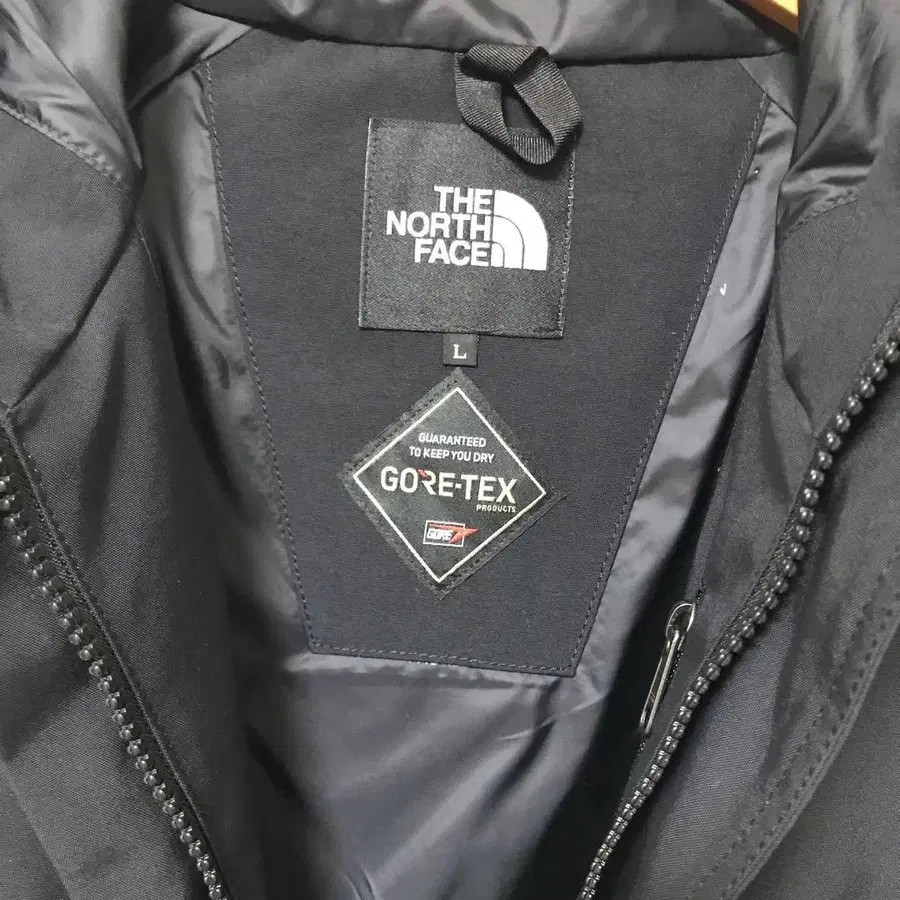 THE
NORTH
FACE
L
GUARANTEED
TO KEEP YOU DRY
GORE-TEX
PRODUCTS
GORE